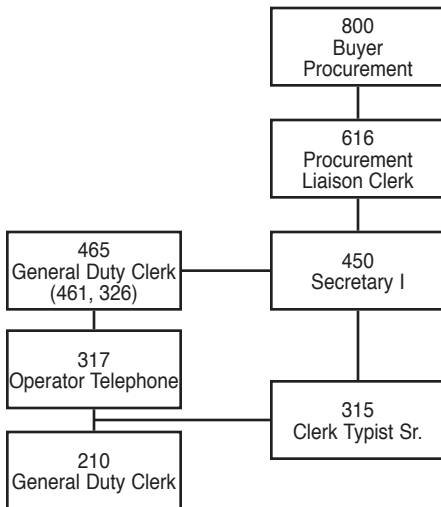 800
Buyer
Procurement
616
Procurement
Liaison Clerk
465
General Duty Clerk
(461, 326)
450
Secretary I
317
Operator Telephone
315
Clerk Typist Sr.
210
General Duty Clerk